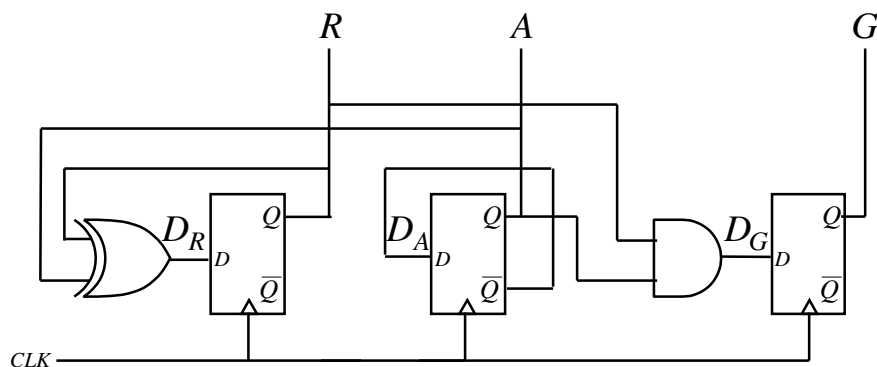 R A G
D_R D Q Q̅
D_A D Q Q̅
D_G D Q Q̅
CLK